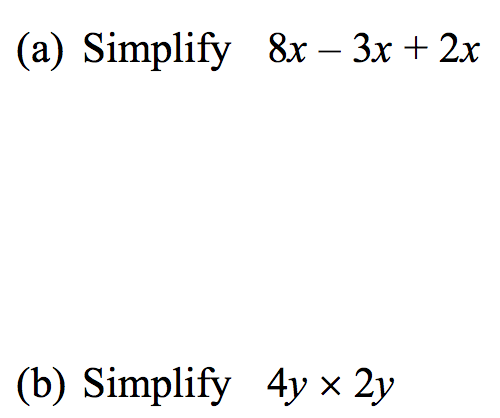 (a) Simplify 8x – 3x + 2x
(b) Simplify 4y × 2y